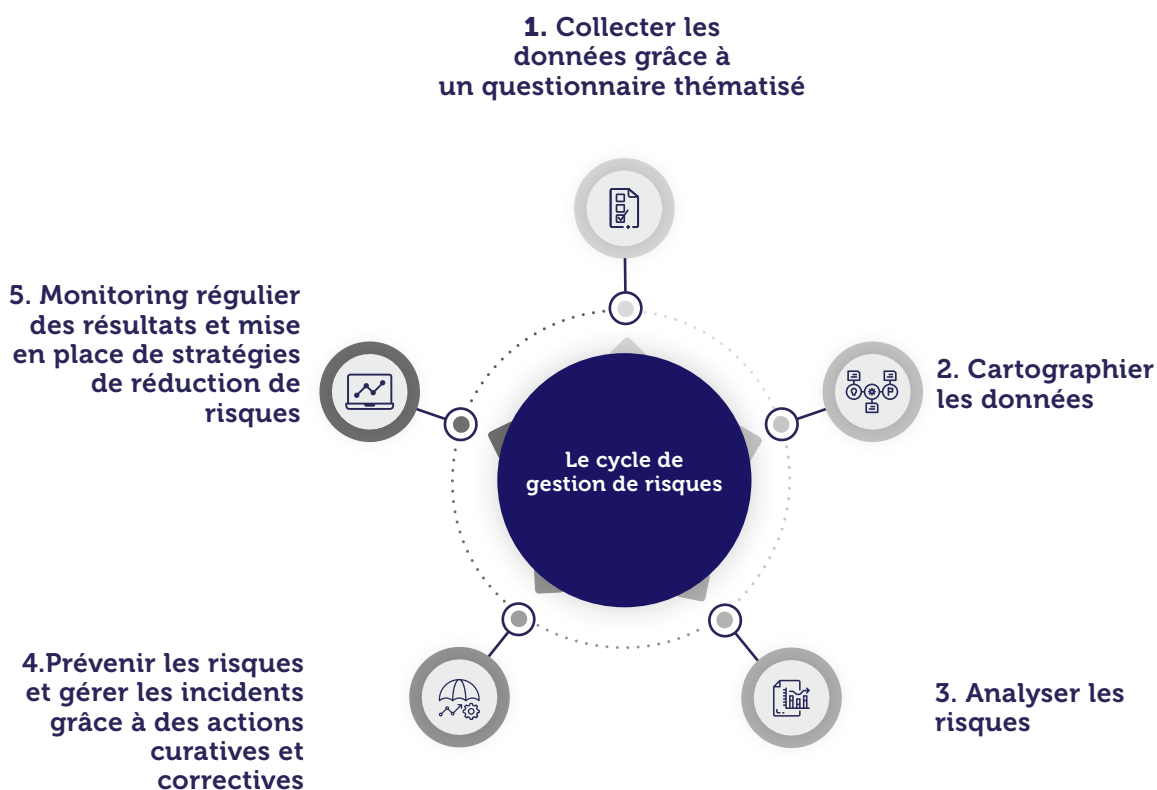 1. Collecter les
données grâce à
un questionnaire thématisé
2. Cartographier
les données
3. Analyser les
risques
4.Prévenir les risques
et gérer les incidents
grâce à des actions
curatives et
correctives
5. Monitoring régulier
des résultats et mise
en place de stratégies
de réduction de
risques
Le cycle de
gestion de risques